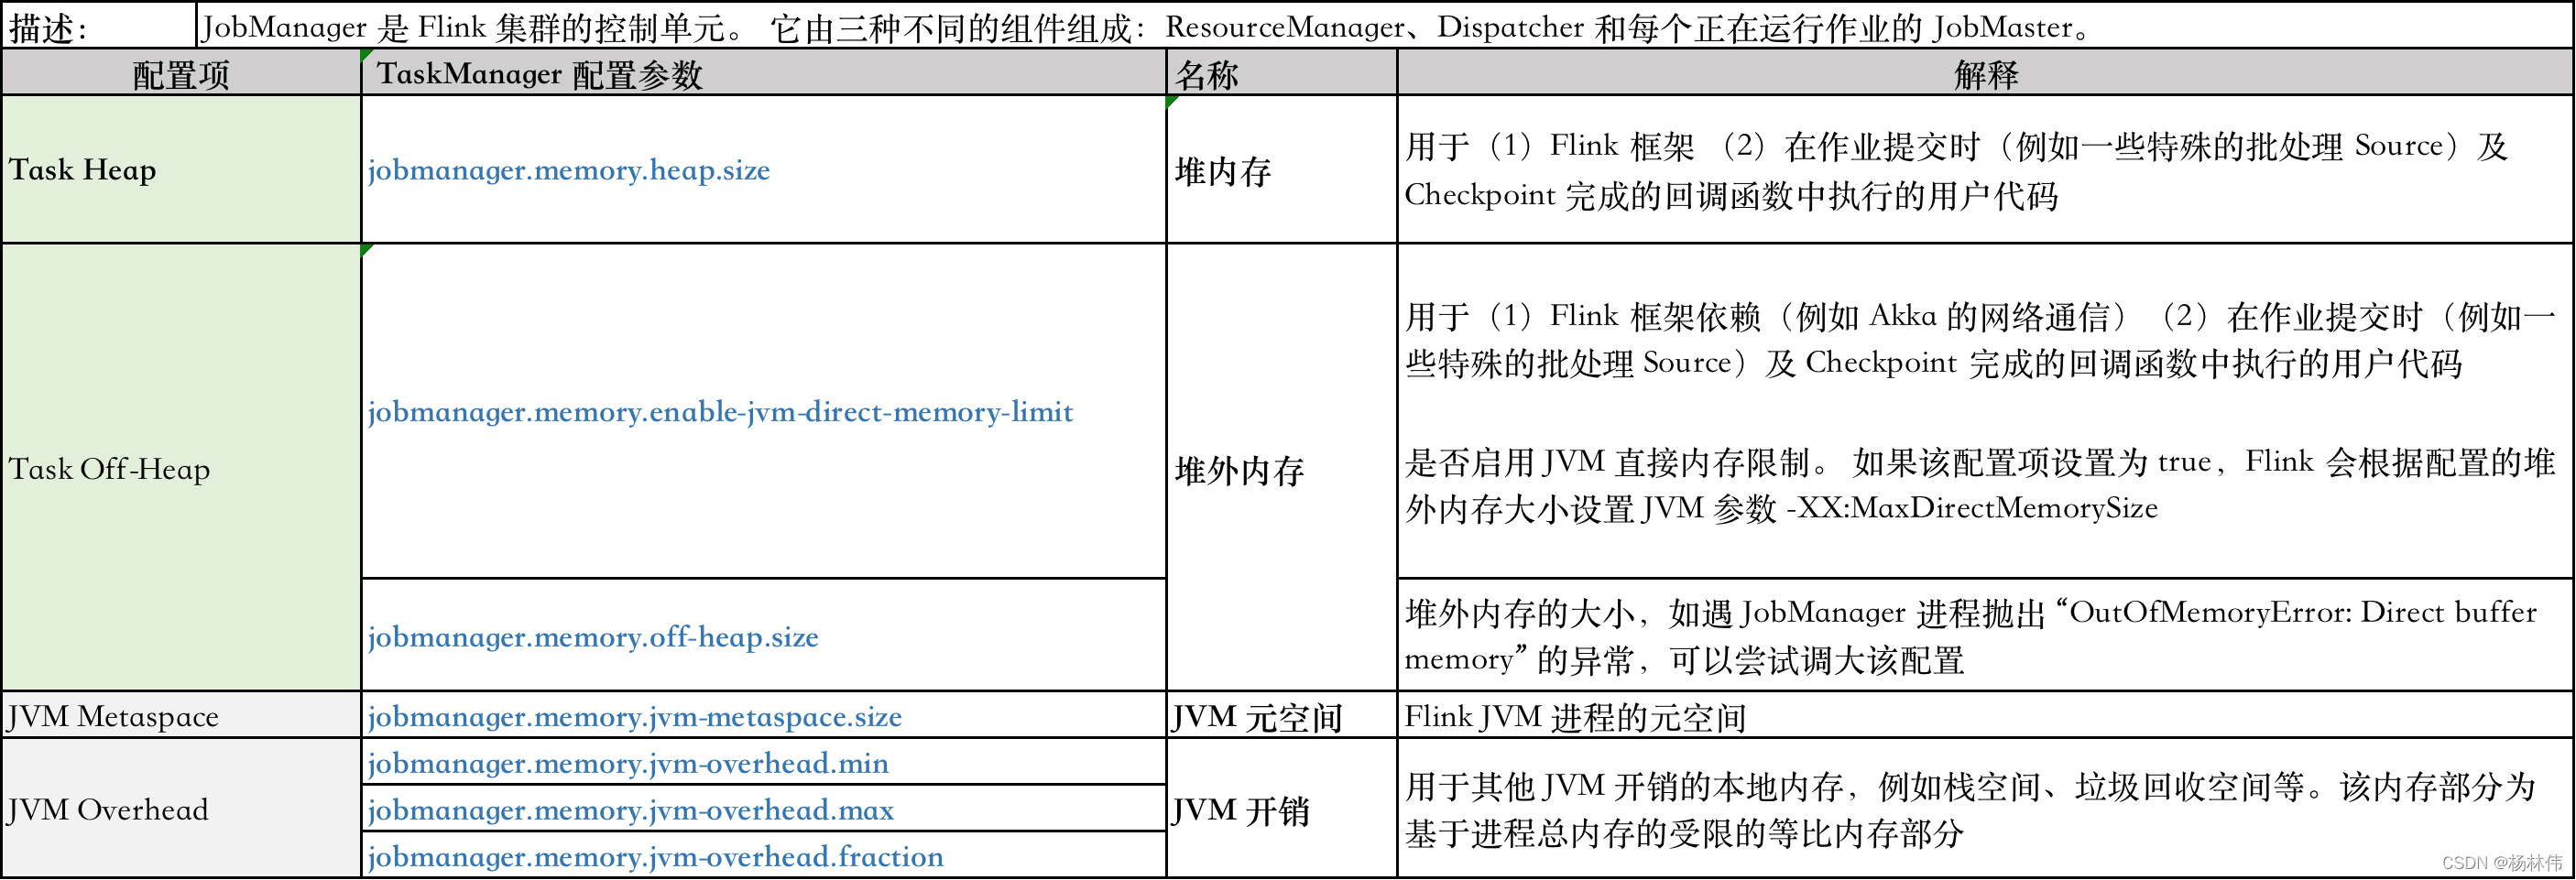 描述：
JobManager 是 Flink 集群的控制单元。 它由三种不同的组件组成：ResourceManager、Dispatcher 和每个正在运行作业的 JobMaster。
配置项
TaskManager 配置参数
名称
解释
Task Heap
jobmanager.memory.heap.size
堆内存
用于（1）Flink 框架 （2）在作业提交时（例如一些特殊的批处理 Source）及
Checkpoint 完成的回调函数中执行的用户代码
Task Off-Heap
jobmanager.memory.enable-jvm-direct-memory-limit
堆外内存
用于（1）Flink 框架依赖（例如 Akka 的网络通信）（2）在作业提交时（例如一
些特殊的批处理 Source）及 Checkpoint 完成的回调函数中执行的用户代码
是否启用 JVM 直接内存限制。 如果该配置项设置为 true，Flink 会根据配置的堆
外内存大小设置 JVM 参数 -XX:MaxDirectMemorySize
jobmanager.memory.off-heap.size
堆外内存的大小，如遇 JobManager 进程抛出 “OutOfMemoryError: Direct buffer
memory” 的异常，可以尝试调大该配置
JVM Metaspace
jobmanager.memory.jvm-metaspace.size
JVM 元空间
Flink JVM 进程的元空间
JVM Overhead
jobmanager.memory.jvm-overhead.min
jobmanager.memory.jvm-overhead.max
jobmanager.memory.jvm-overhead.fraction
JVM 开销
用于其他 JVM 开销的本地内存，例如栈空间、垃圾回收空间等。该内存部分为
基于进程总内存的受限的等比内存部分
CSDN @杨林伟